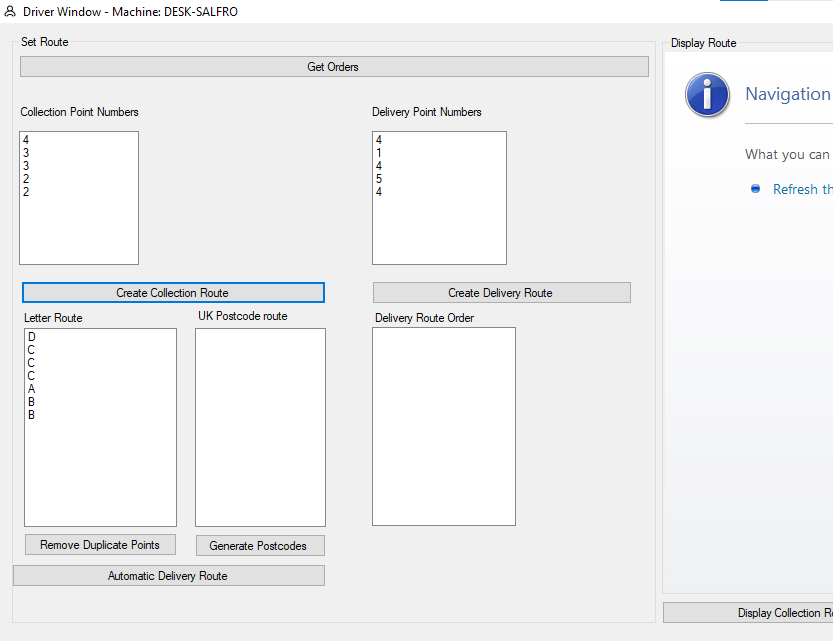 Driver Window - Machine: DESK-SALFRO
Set Route
Get Orders
Collection Point Numbers
4
3
3
2
2
Delivery Point Numbers
4
1
4
5
4
Create Collection Route
Create Delivery Route
Letter Route
D
C
C
C
A
B
B
UK Postcode route
Delivery Route Order
Remove Duplicate Points
Generate Postcodes
Automatic Delivery Route
Display Route
Navigation
What you can
Refresh th
Display Collection R